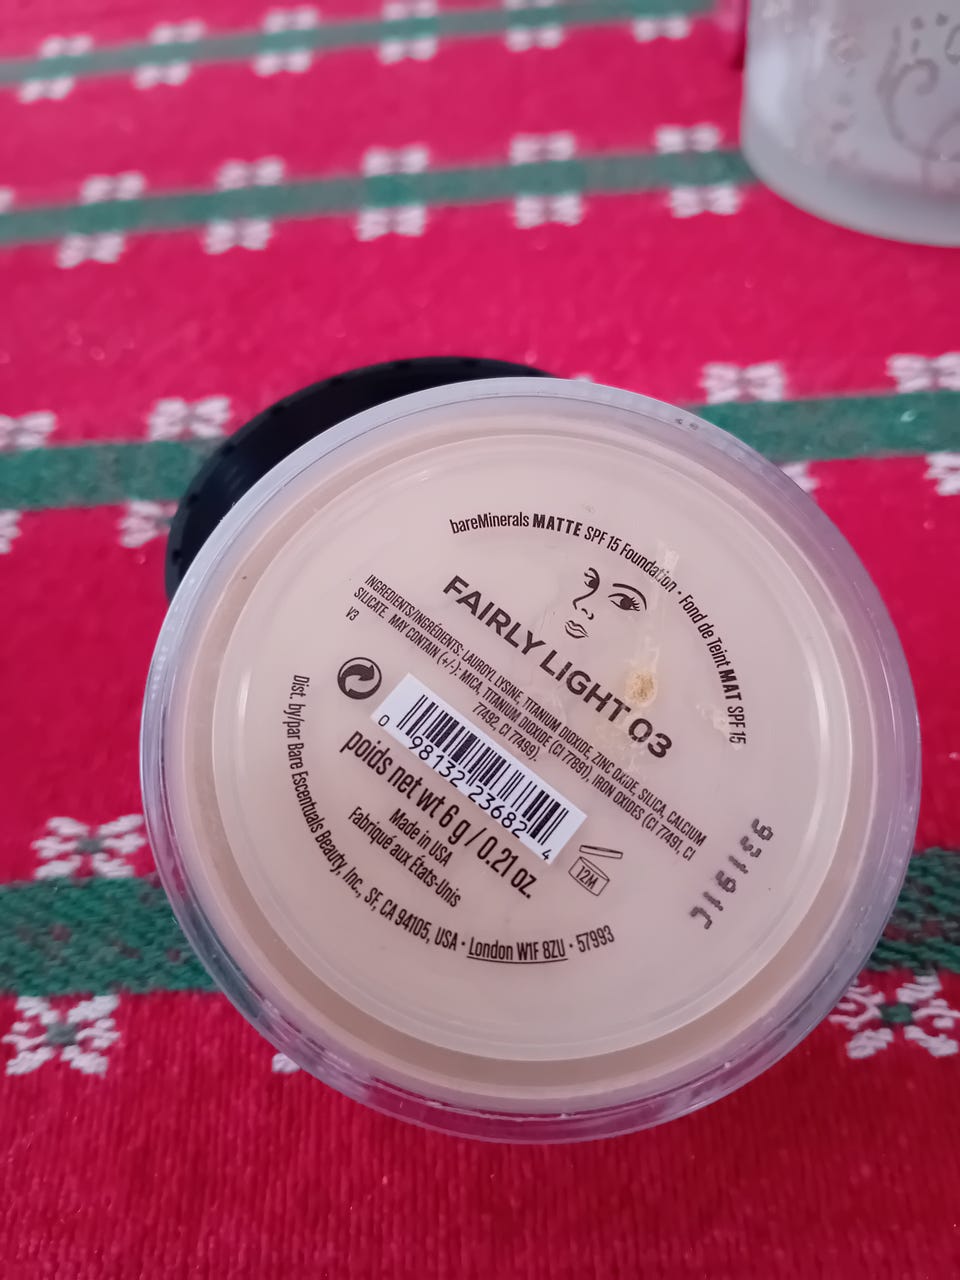 bareMinerals MATTE SPF 15 Foundation · Fond de Teint MAT SPF 15
FAIRLY LIGHT 03
INGREDIENTS/INGRÉDIENTS: LAUROYL LYSINE, TITANIUM DIOXIDE, ZINC OXIDE, SILICA, CALCIUM
SILICATE. MAY CONTAIN (+/-): MICA, TITANIUM DIOXIDE (CI 77891), IRON OXIDES (CI 77491, CI
77492, CI 77499).
V3
0 98132 23682 4
poids net wt 6 g / 0.21 oz.
Made in USA
Fabriqué aux États-Unis
12M
Dist. by/par Bare Escentuals Beauty, Inc., SF, CA 94105, USA · London W1F 8ZU · 57993